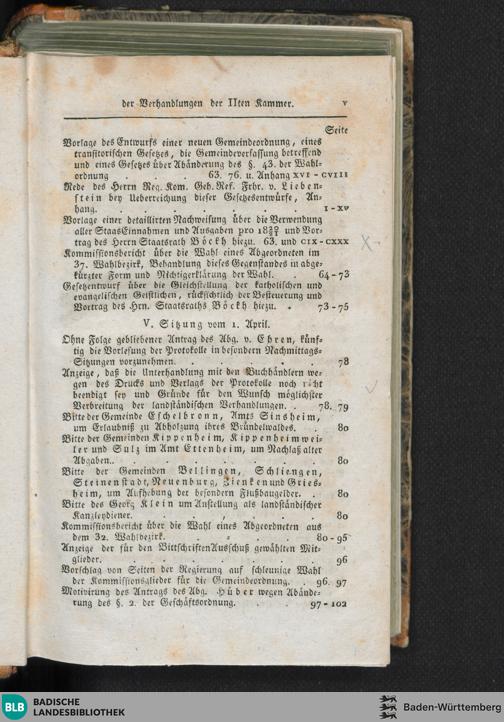 der Verhandlungen der IIten Kammer. v
Seite
Vorlage des Entwurfs einer neuen Gemeindeordnung, eines
transitorischen Gesetzes, die Gemeindeverfassung betreffend
und eines Gesetzes über Abänderung des §. 43. der Wahl-
ordnung . . . 63. 76. u. Anhang XVI - CVIII
Rede des Herrn Reg. Kom. Geh. Ref. Frhr. v. Lieben-
stein bey Ueberreichung dieser Gesetzesentwürfe, An-
hang. . . . . . . I - XV
Vorlage einer detaillirten Nachweisung über die Verwendung
aller StaatsEinnahmen und Ausgaben pro und Vor-
trag des Herrn Staatsrath Böckh hiezu. 63. und CIX - CXXX
Kommissionsbericht über die Wahl eines Abgeordneten im
37. Wahlbezirk, Behandlung dieses Gegenstandes in abge-
kürzter Form und Nichtigerklärung der Wahl. . 64 - 73
Gesetzentwurf über die Gleichstellung der katholischen und
evangelischen Geistlichen, rücksichtlich der Besteuerung und
Vortrag des Hrn. Staatsraths Böckh hiezu. . 73 - 75
V. Sitzung vom 1. April.
Ohne Folge gebliebener Antrag des Abg. v. Ehren, künf-
tig die Vorlesung der Protokolle in besondern Nachmittags-
Sitzungen vorzunehmen. . . . . . 78
Anzeige, daß die Unterhandlung mit den Buchhändlern we-
gen des Drucks und Verlags der Protokolle noch nicht
beendigt sey und Gründe für den Wunsch möglichster
Verbreitung der landständischen Verhandlungen. . 78. 79
Bitte der Gemeinde Eschelbronn, Amts Sinsheim,
um Erlaubniß zu Abholzung ihres Bründelwaldes. . 80
Bitte der Gemeinden Kippenheim, Kippenheimwei-
ler und Sulz im Amt Ettenheim, um Nachlaß alter
Abgaben.. . . . . . . 80
Bitte der Gemeinden Bellingen, Schliengen,
Steinenstadt, Neuenburg, Zienken und Gries-
heim, um Aufhebung der besondern Flußbaugelder. . 80
Bitte des Georg Klein um Anstellung als landständischer
Kanzleydiener. . . . . . . 80
Kommissionsbericht über die Wahl eines Abgeordneten aus
dem 32. Wahlbezirk. . . . . 80 - 95
Anzeige der für den BittschriftenAusschuß gewählten Mit-
glieder. . . . . . . 96
Vorschlag von Seiten der Regierung auf schleunige Wahl
der Kommissionsglieder für die Gemeindeordnung. . 96. 97
Motivirung des Antrags des Abg. Hüber wegen Abände-
rung des §. 2. der Geschäftsordnung. . . 97 - 102
BLB BADISCHE
LANDESBIBLIOTHEK
Baden-Württemberg